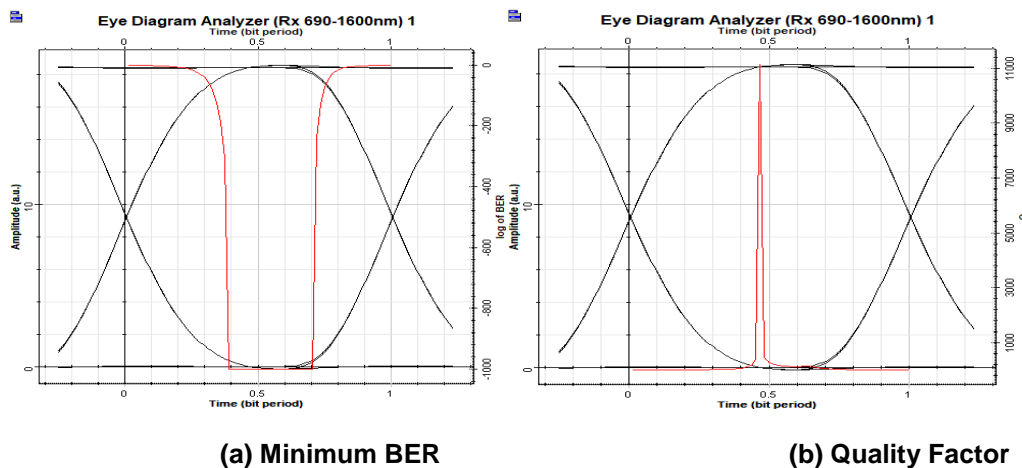 Eye Diagram Analyzer (Rx 690-1600nm) 1
Time (bit period)
0 0.5 1
Amplitude (a.u.)
10
0
log of BER
0
-200
-400
-600
-800
-1000
0 0.5 1
Time (bit period)
(a) Minimum BER
Eye Diagram Analyzer (Rx 690-1600nm) 1
Time (bit period)
0 0.5 1
Amplitude (a.u.)
10
0
11000
9000
7000
5000
3000
1000
0 0.5 1
Time (bit period)
(b) Quality Factor